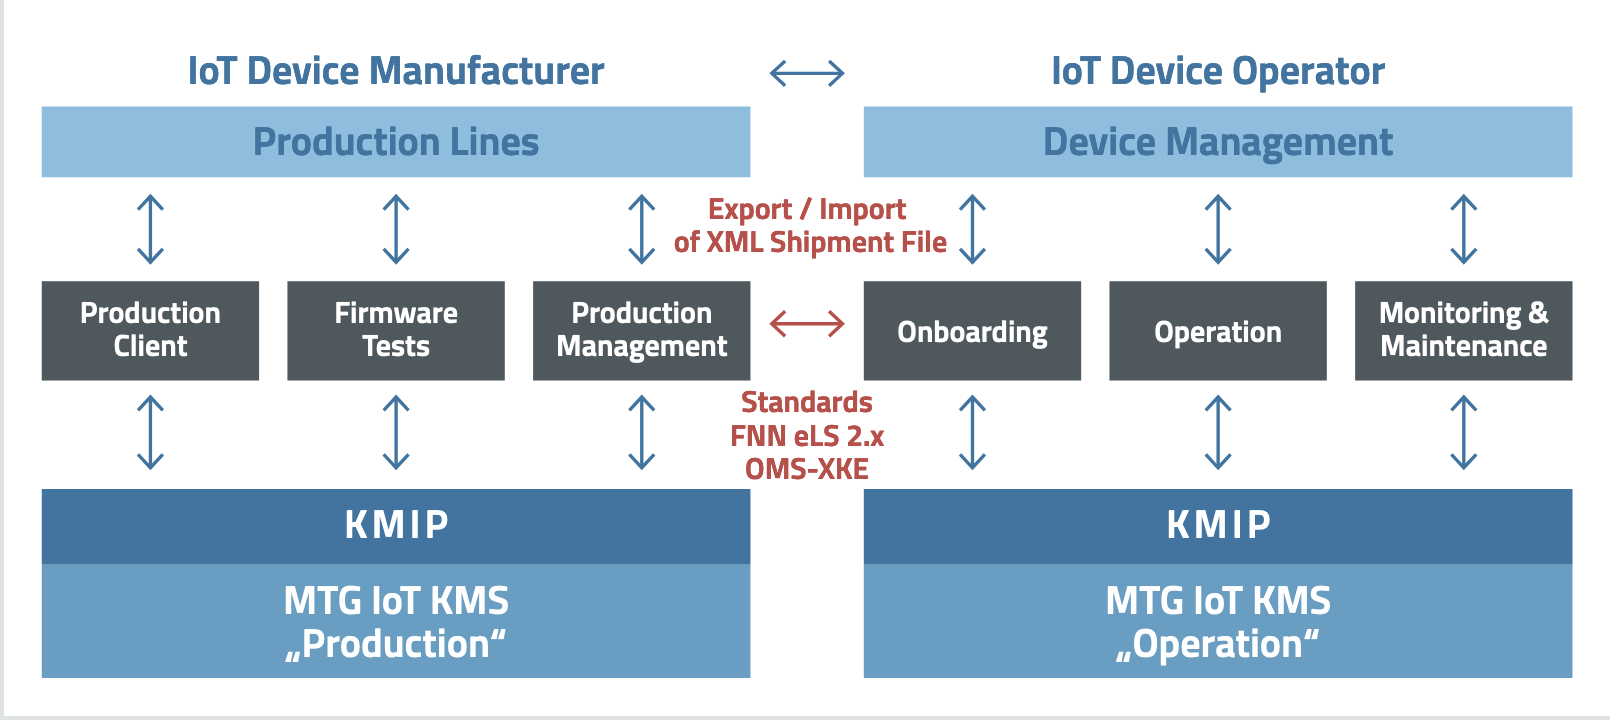 IoT Device Manufacturer
IoT Device Operator
Production Lines
Device Management
Export / Import
of XML Shipment File
Production
Client
Firmware
Tests
Production
Management
Onboarding
Operation
Monitoring &
Maintenance
Standards
FNN eLS 2.x
OMS-XKE
KMIP
KMIP
MTG IoT KMS
„Production“
MTG IoT KMS
„Operation“